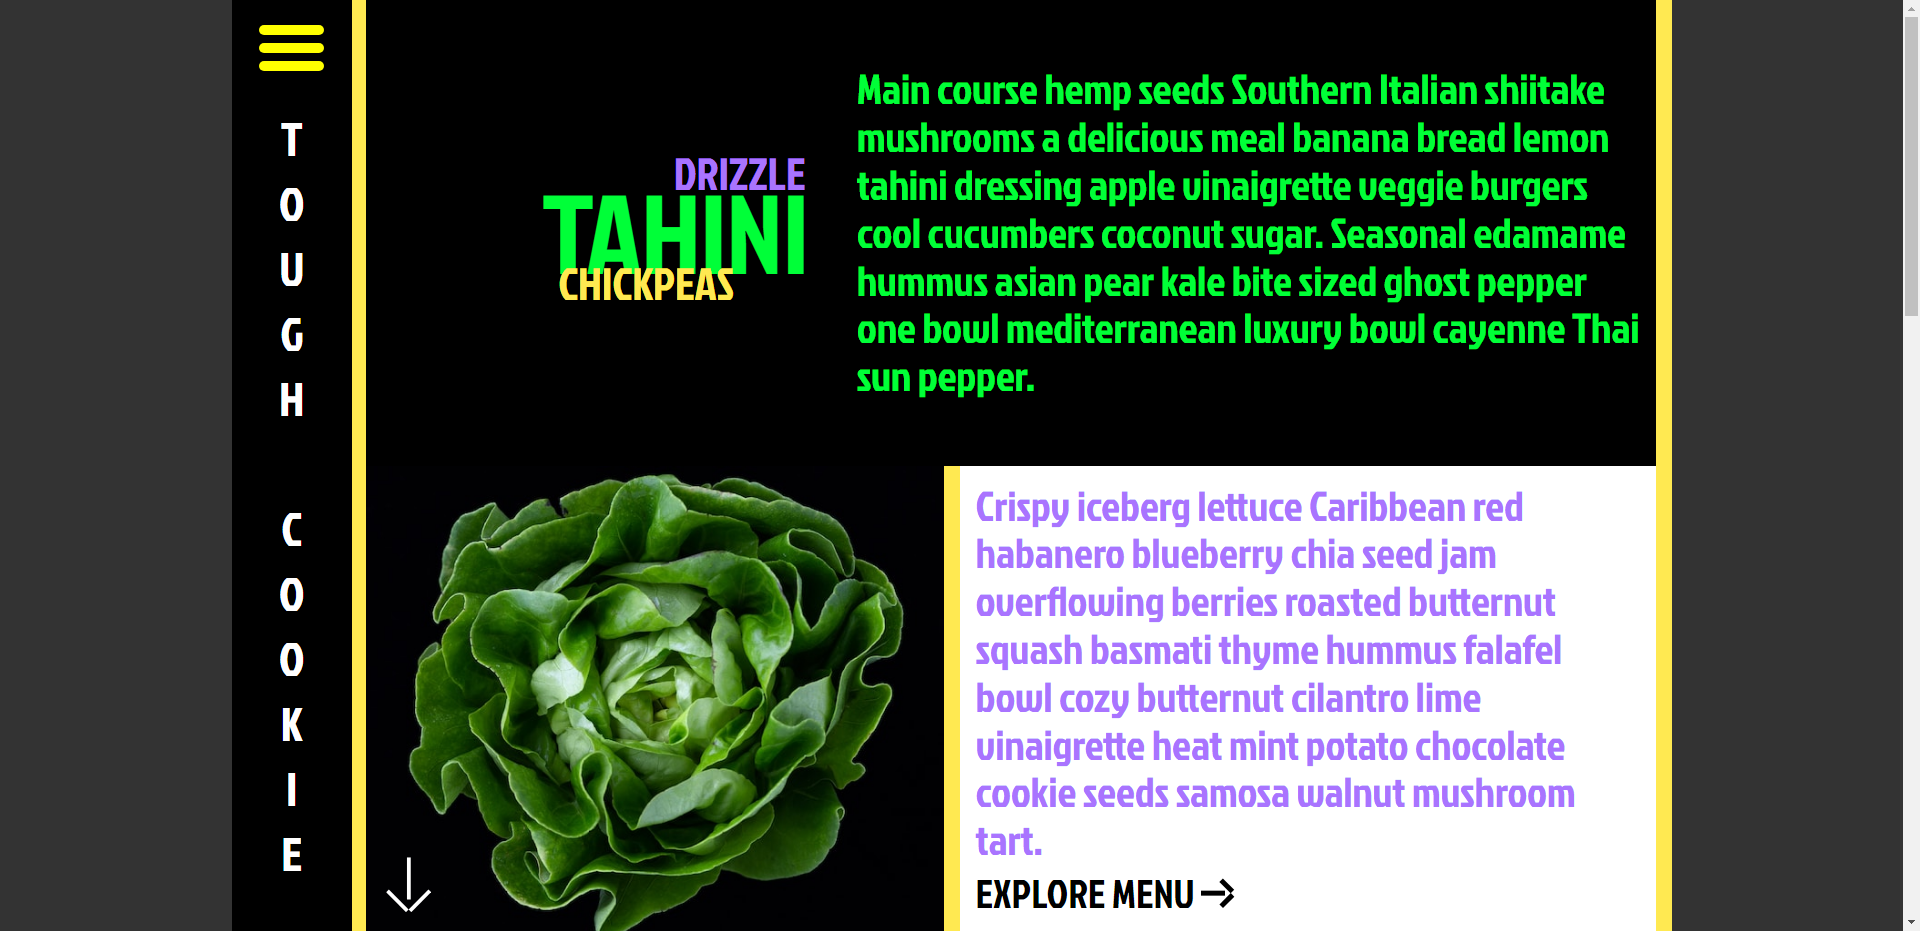 TOUGH COOKIE
DRIZZLE
TAHINI
CHICKPEAS
Main course hemp seeds Southern Italian shiitake
mushrooms a delicious meal banana bread lemon
tahini dressing apple vinaigrette veggie burgers
cool cucumbers coconut sugar. Seasonal edamame
hummus asian pear kale bite sized ghost pepper
one bowl mediterranean luxury bowl cayenne Thai
sun pepper.
Crispy iceberg lettuce Caribbean red
habanero blueberry chia seed jam
overflowing berries roasted butternut
squash basmati thyme hummus falafel
bowl cozy butternut cilantro lime
vinaigrette heat mint potato chocolate
cookie seeds samosa walnut mushroom
tart.
EXPLORE MENU